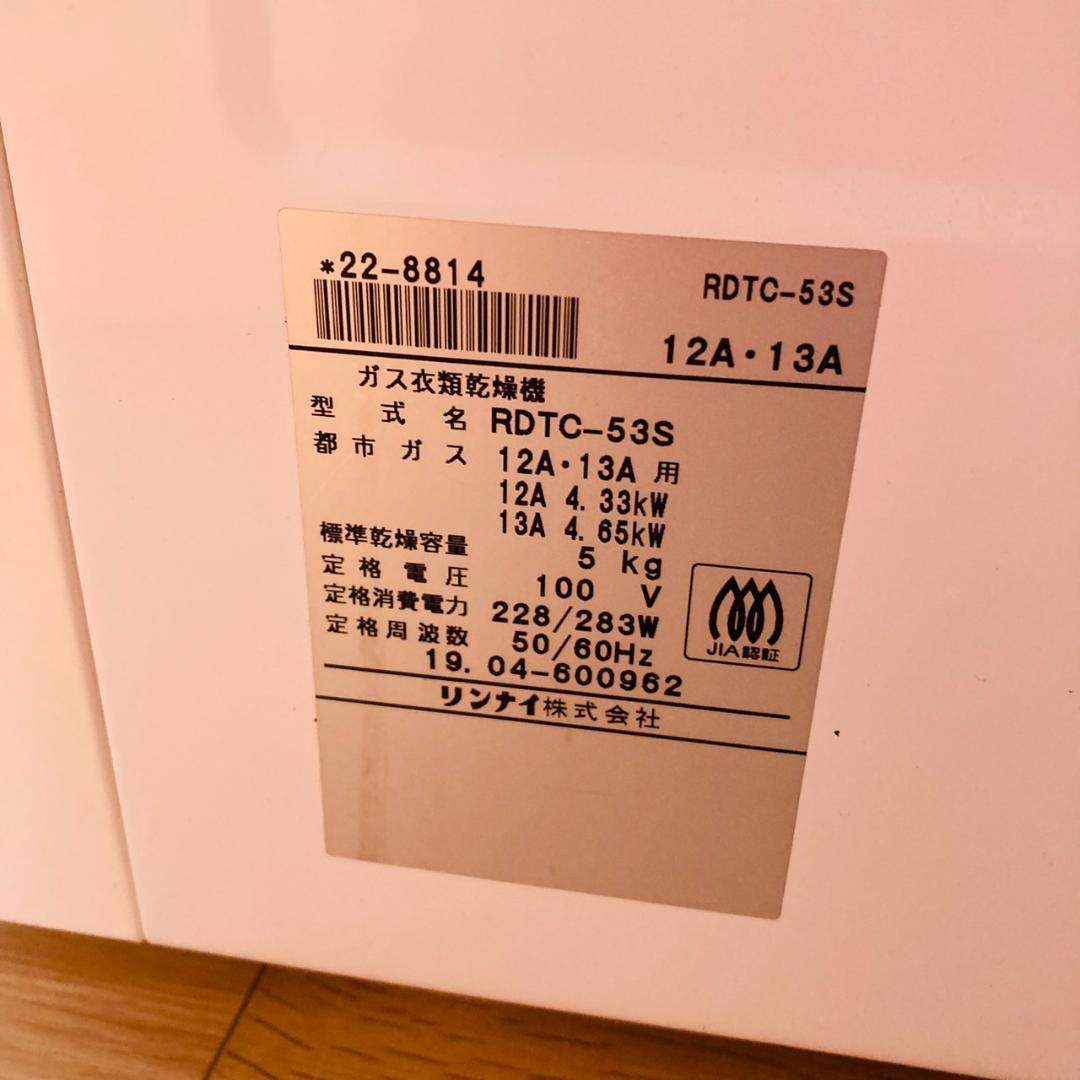 *22-8814
RDTC-53S
12A・13A
ガス衣類乾燥機
型式名 RDTC-53S
都市ガス 12A・13A 用
12A 4.33kW
13A 4.65kW
標準乾燥容量 5 kg
定格電圧 100 V
定格消費電力 228/283W
定格周波数 50/60Hz
19.04-600962
リンナイ株式会社
JIA認証